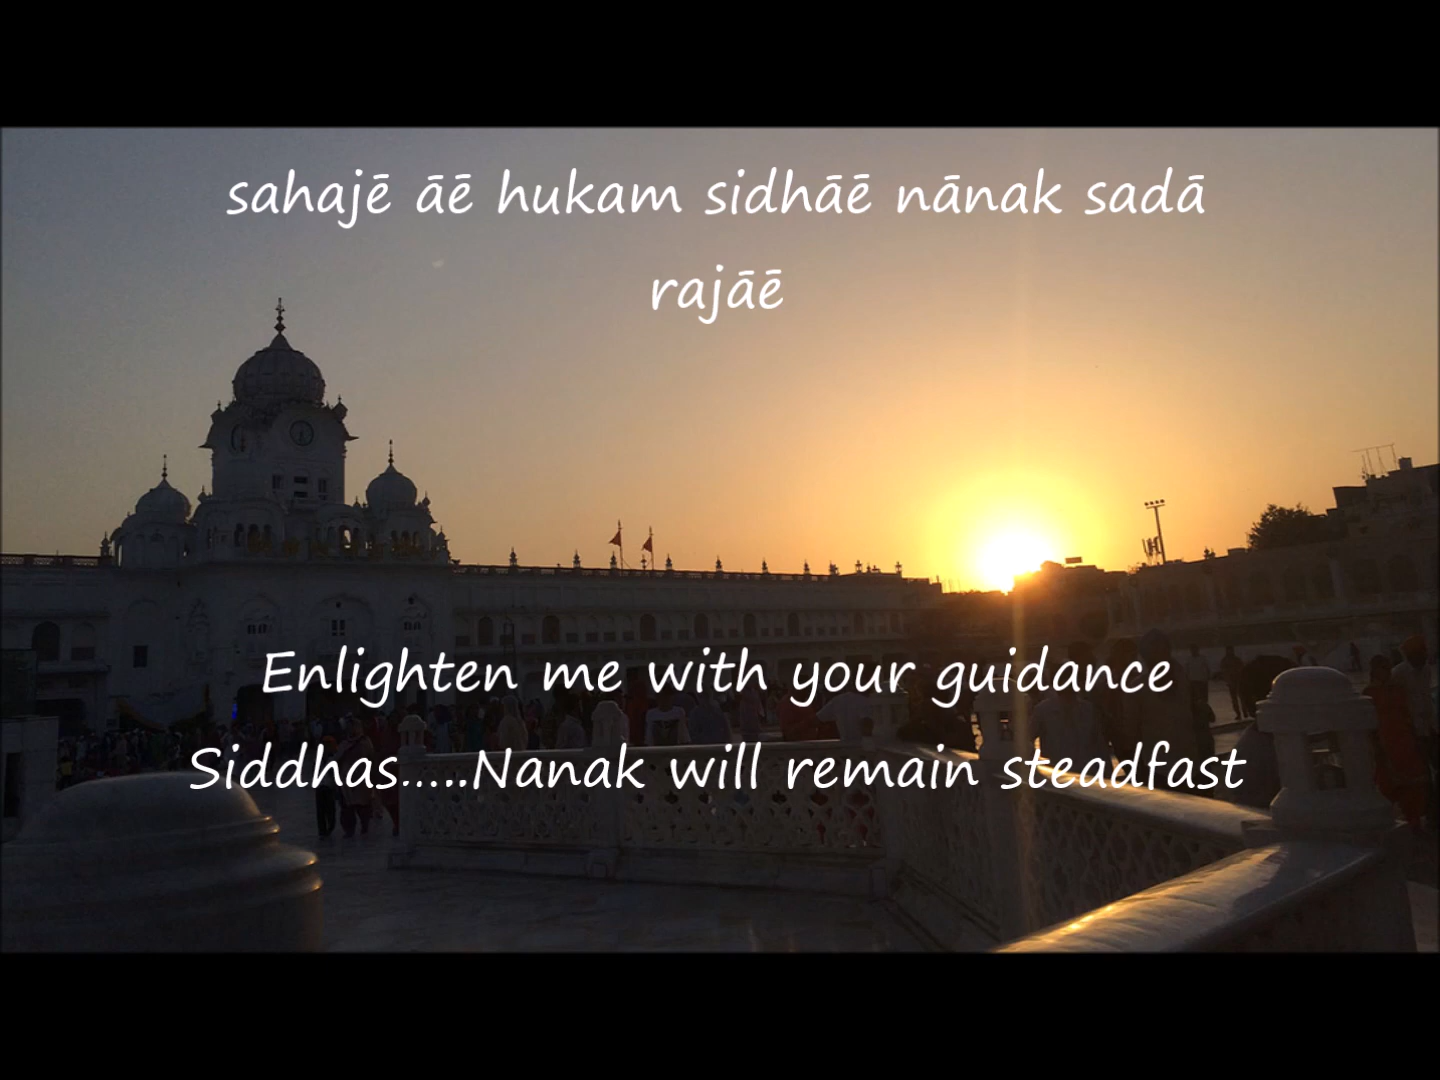 sahajē āē hukam sidhāē nānak sadā
rajāē
Enlighten me with your guidance
Siddhas.....Nanak will remain steadfast